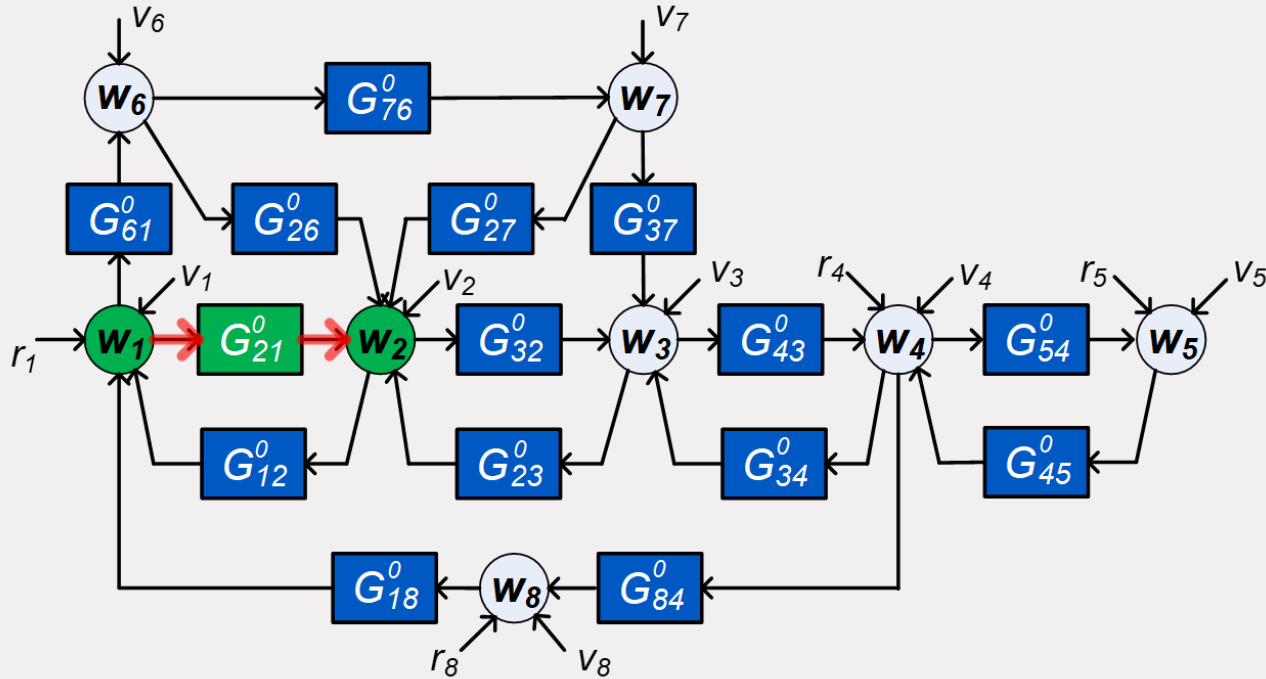 v₆ v₇
w₆ G⁰₇₆ w₇
G⁰₆₁ G⁰₂₆ G⁰₂₇ G⁰₃₇
v₁ v₂ v₃ r₄ v₄ r₅ v₅
r₁ w₁ G⁰₂₁ w₂ G⁰₃₂ w₃ G⁰₄₃ w₄ G⁰₅₄ w₅
G⁰₁₂ G⁰₂₃ G⁰₃₄ G⁰₄₅
G⁰₁₈ w₈ G⁰₈₄
r₈ v₈